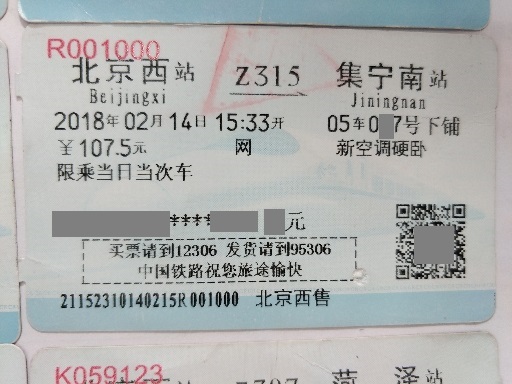 R001000
北京西站 Z315 集宁南站
Beijingxi Jiningnan
2018年02月14日 15:33开 05车0 7号下铺
￥107.5元 网 新空调硬卧
限乘当日当次车
**** 元
买票请到12306 发货请到95306
中国铁路祝您旅途愉快
21152310140215R001000 北京西售
K059123
菏泽站